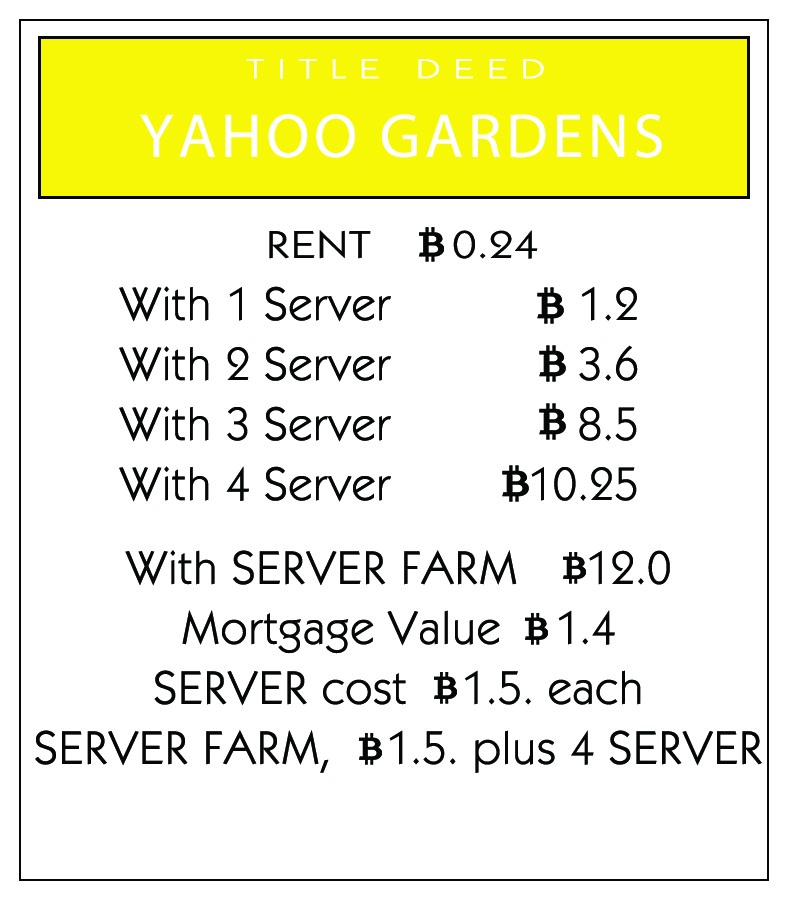 TITLE DEED
YAHOO GARDENS
RENT ₿0.24
With 1 Server ₿ 1.2
With 2 Server ₿ 3.6
With 3 Server ₿ 8.5
With 4 Server ₿10.25
With SERVER FARM ₿12.0
Mortgage Value ₿1.4
SERVER cost ₿1.5. each
SERVER FARM, ₿1.5. plus 4 SERVER